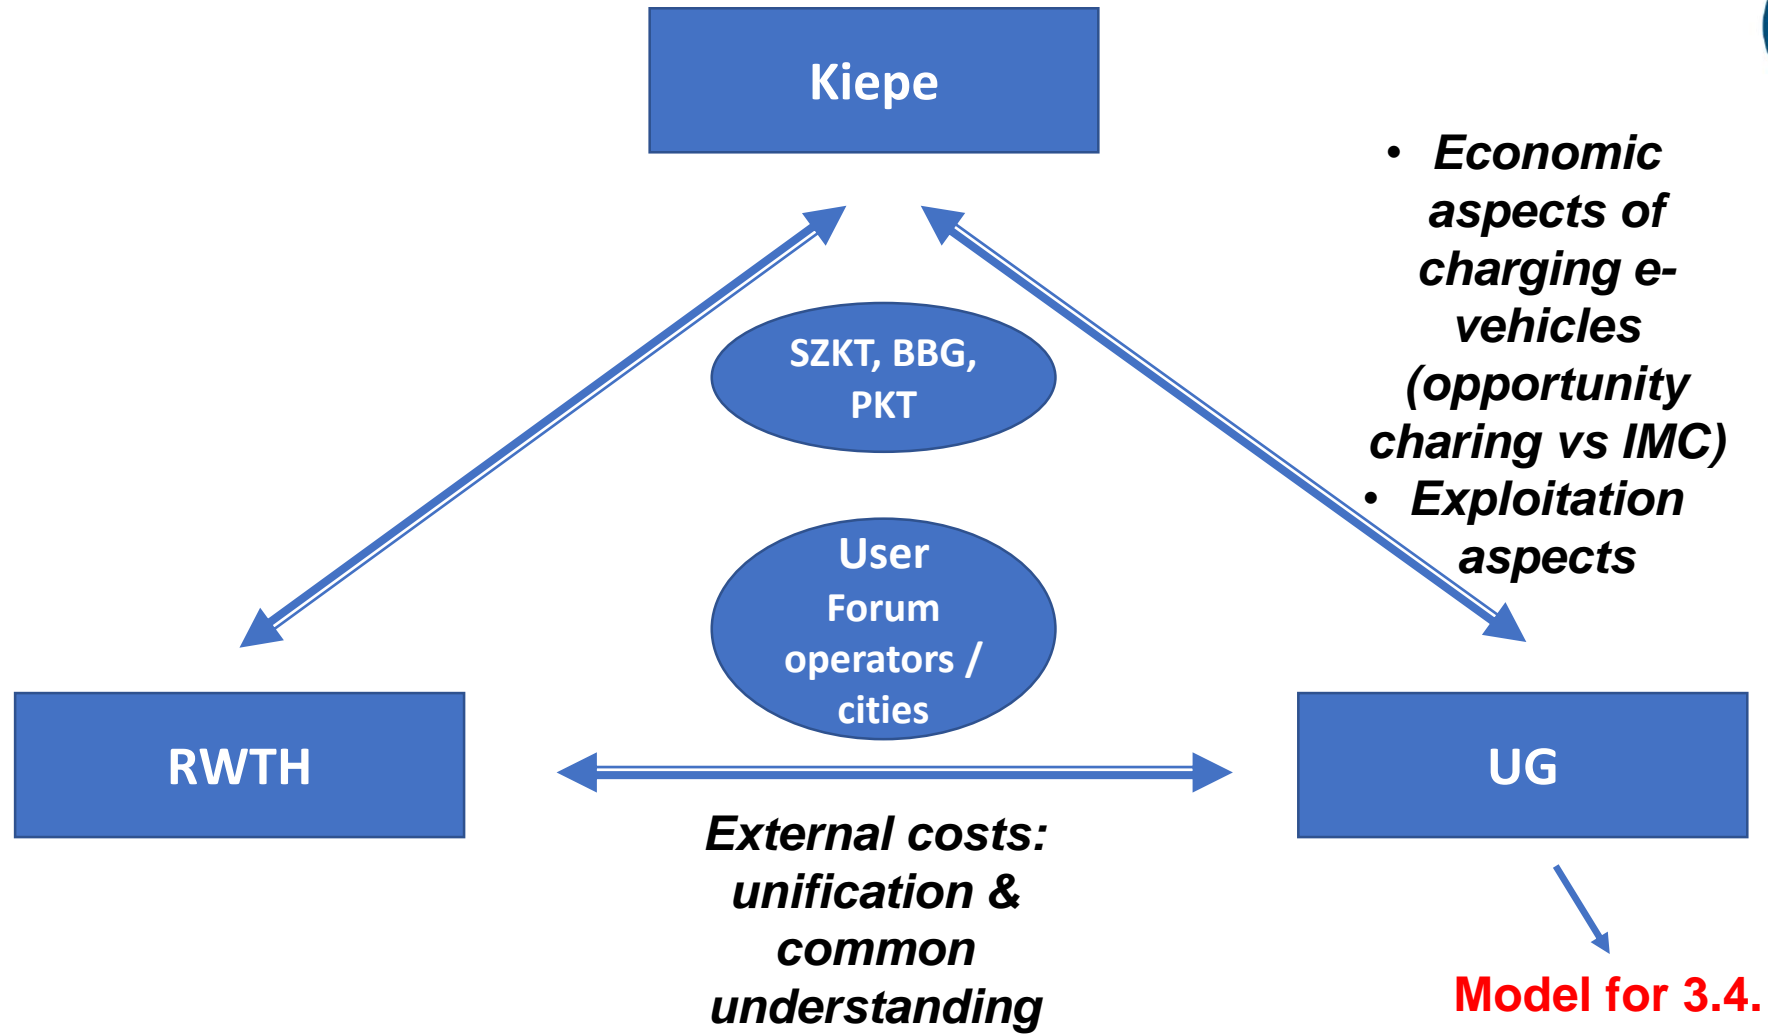 Kiepe
• Economic
aspects of
charging e-
vehicles
(opportunity
charing vs IMC)
• Exploitation
aspects
SZKT, BBG,
PKT
User
Forum
operators /
cities
RWTH
UG
External costs:
unification &
common
understanding
Model for 3.4.